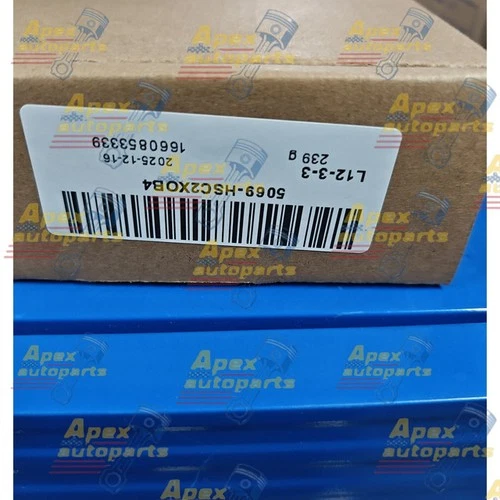 L12-3-3
239 g
5069-HSC2XOB4
2025-12-16
1660853339
Apex
autoparts